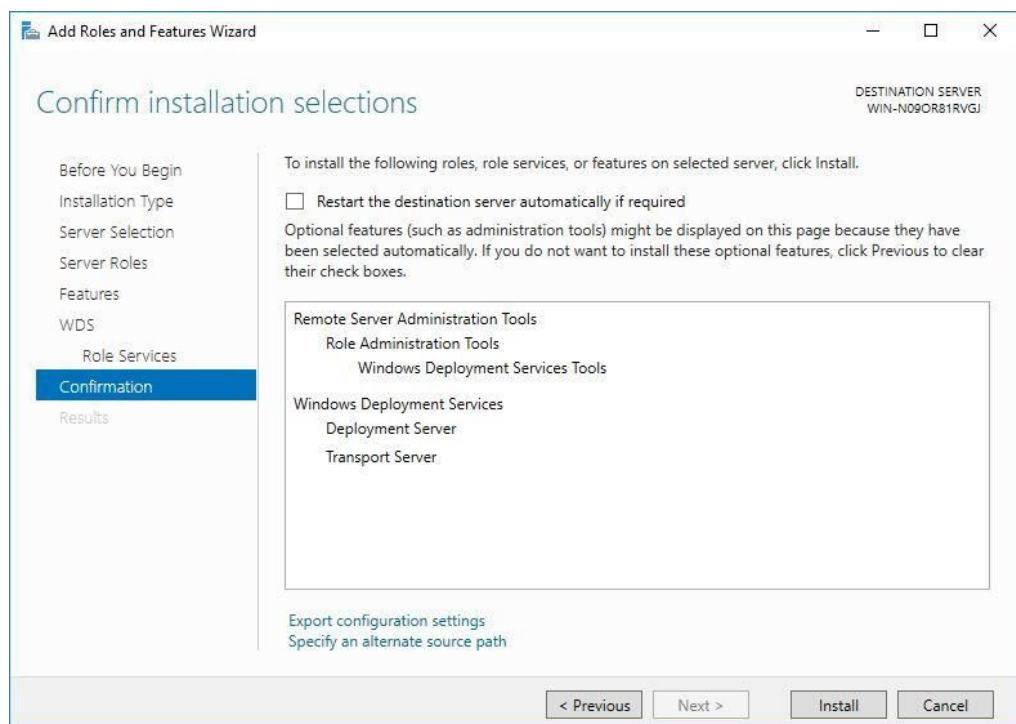 Add Roles and Features Wizard
Confirm installation selections
DESTINATION SERVER
WIN-N09OR81RVGJ
Before You Begin
Installation Type
Server Selection
Server Roles
Features
WDS
Role Services
Confirmation
Results
To install the following roles, role services, or features on selected server, click Install.
Restart the destination server automatically if required
Optional features (such as administration tools) might be displayed on this page because they have
been selected automatically. If you do not want to install these optional features, click Previous to clear
their check boxes.
Remote Server Administration Tools
Role Administration Tools
Windows Deployment Services Tools
Windows Deployment Services
Deployment Server
Transport Server
Export configuration settings
Specify an alternate source path
< Previous
Next >
Install
Cancel